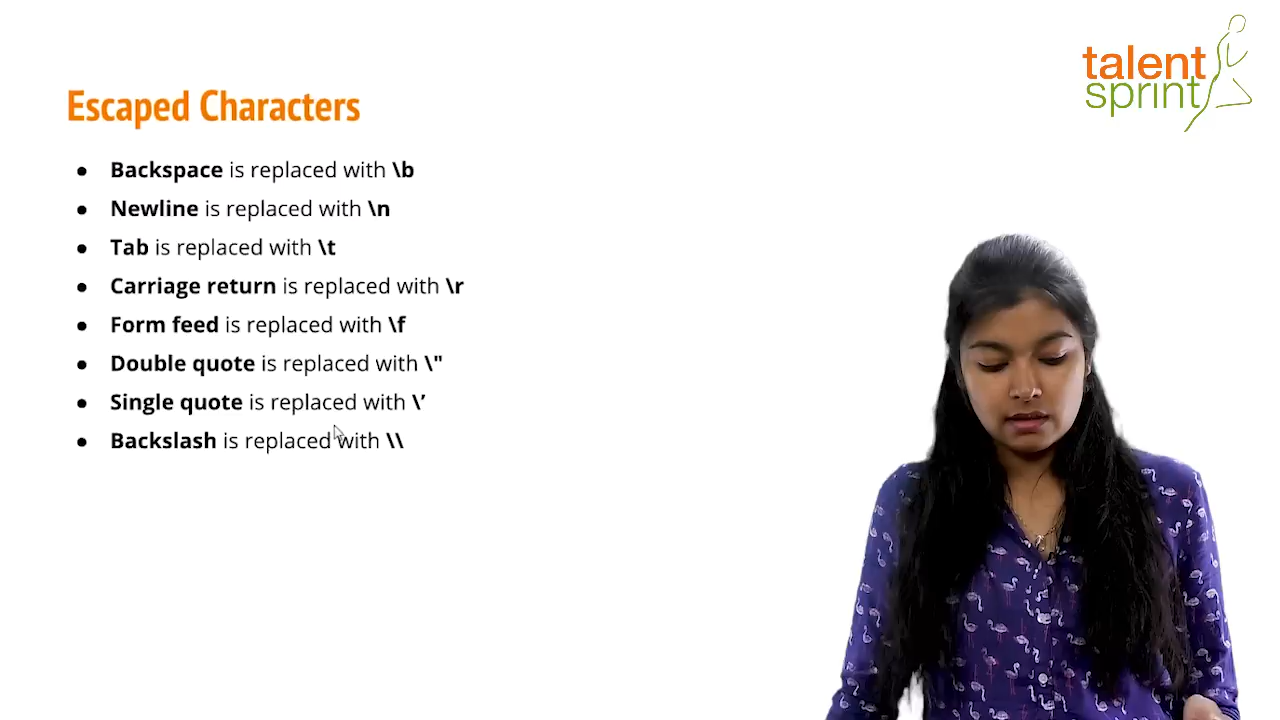 talent
sprint
Escaped Characters
● Backspace is replaced with \b
● Newline is replaced with \n
● Tab is replaced with \t
● Carriage return is replaced with \r
● Form feed is replaced with \f
● Double quote is replaced with \"
● Single quote is replaced with \’
● Backslash is replaced with \\